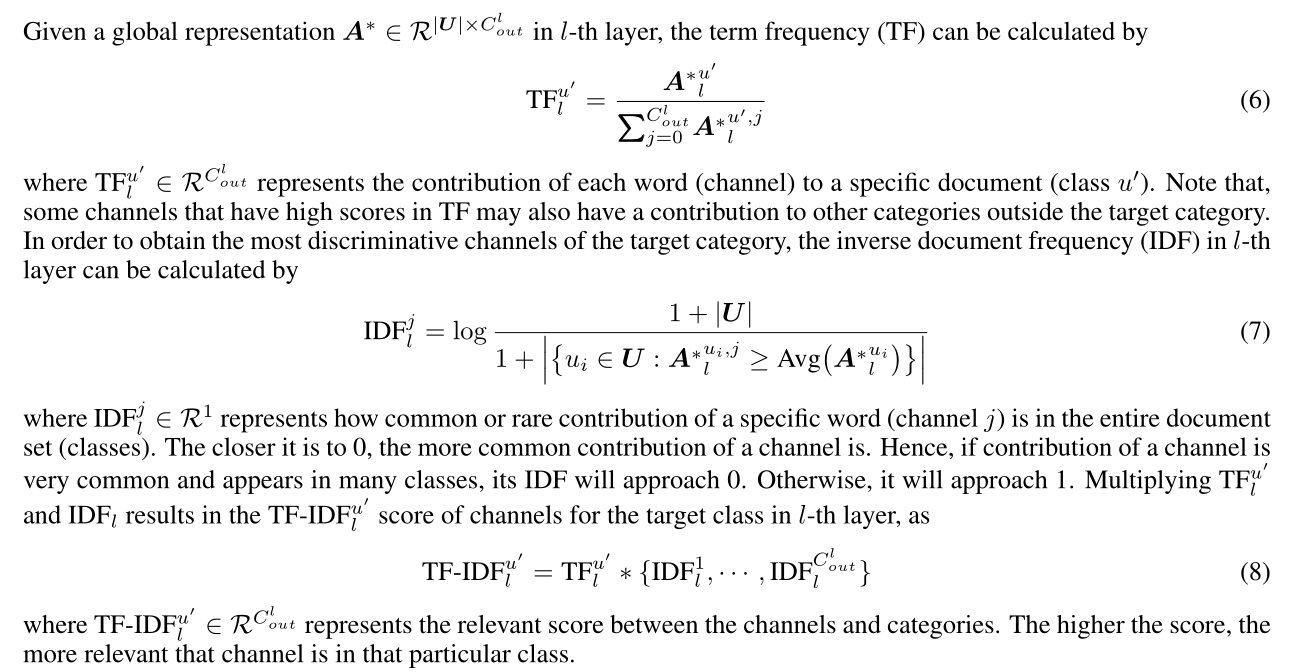 Given a global representation $\boldsymbol{A}^* \in \mathcal{R}^{|\boldsymbol{U}| \times C_{out}^l}$ in $l$-th layer, the term frequency (TF) can be calculated by
$$\text{TF}_l^{u'} = \frac{\boldsymbol{A^*}_l^{u'}}{\sum_{j=0}^{C_{out}^l} \boldsymbol{A^*}_l^{u',j}} \quad (6)$$
where $\text{TF}_l^{u'} \in \mathcal{R}^{C_{out}^l}$ represents the contribution of each word (channel) to a specific document (class $u'$). Note that,
some channels that have high scores in TF may also have a contribution to other categories outside the target category.
In order to obtain the most discriminative channels of the target category, the inverse document frequency (IDF) in $l$-th
layer can be calculated by
$$\text{IDF}_l^j = \log \frac{1 + |\boldsymbol{U}|}{1 + \left|\left\{u_i \in \boldsymbol{U} : \boldsymbol{A^*}_l^{u_i,j} \geq \text{Avg}\left(\boldsymbol{A^*}_l^{u_i}\right)\right\}\right|} \quad (7)$$
where $\text{IDF}_l^j \in \mathcal{R}^1$ represents how common or rare contribution of a specific word (channel $j$) is in the entire document
set (classes). The closer it is to 0, the more common contribution of a channel is. Hence, if contribution of a channel is
very common and appears in many classes, its IDF will approach 0. Otherwise, it will approach 1. Multiplying $\text{TF}_l^{u'}$
and $\text{IDF}_l$ results in the $\text{TF-IDF}_l^{u'}$ score of channels for the target class in $l$-th layer, as
$$\text{TF-IDF}_l^{u'} = \text{TF}_l^{u'} * \{\text{IDF}_l^1, \cdots, \text{IDF}_l^{C_{out}^l}\} \quad (8)$$
where $\text{TF-IDF}_l^{u'} \in \mathcal{R}^{C_{out}^l}$ represents the relevant score between the channels and categories. The higher the score, the
more relevant that channel is in that particular class.